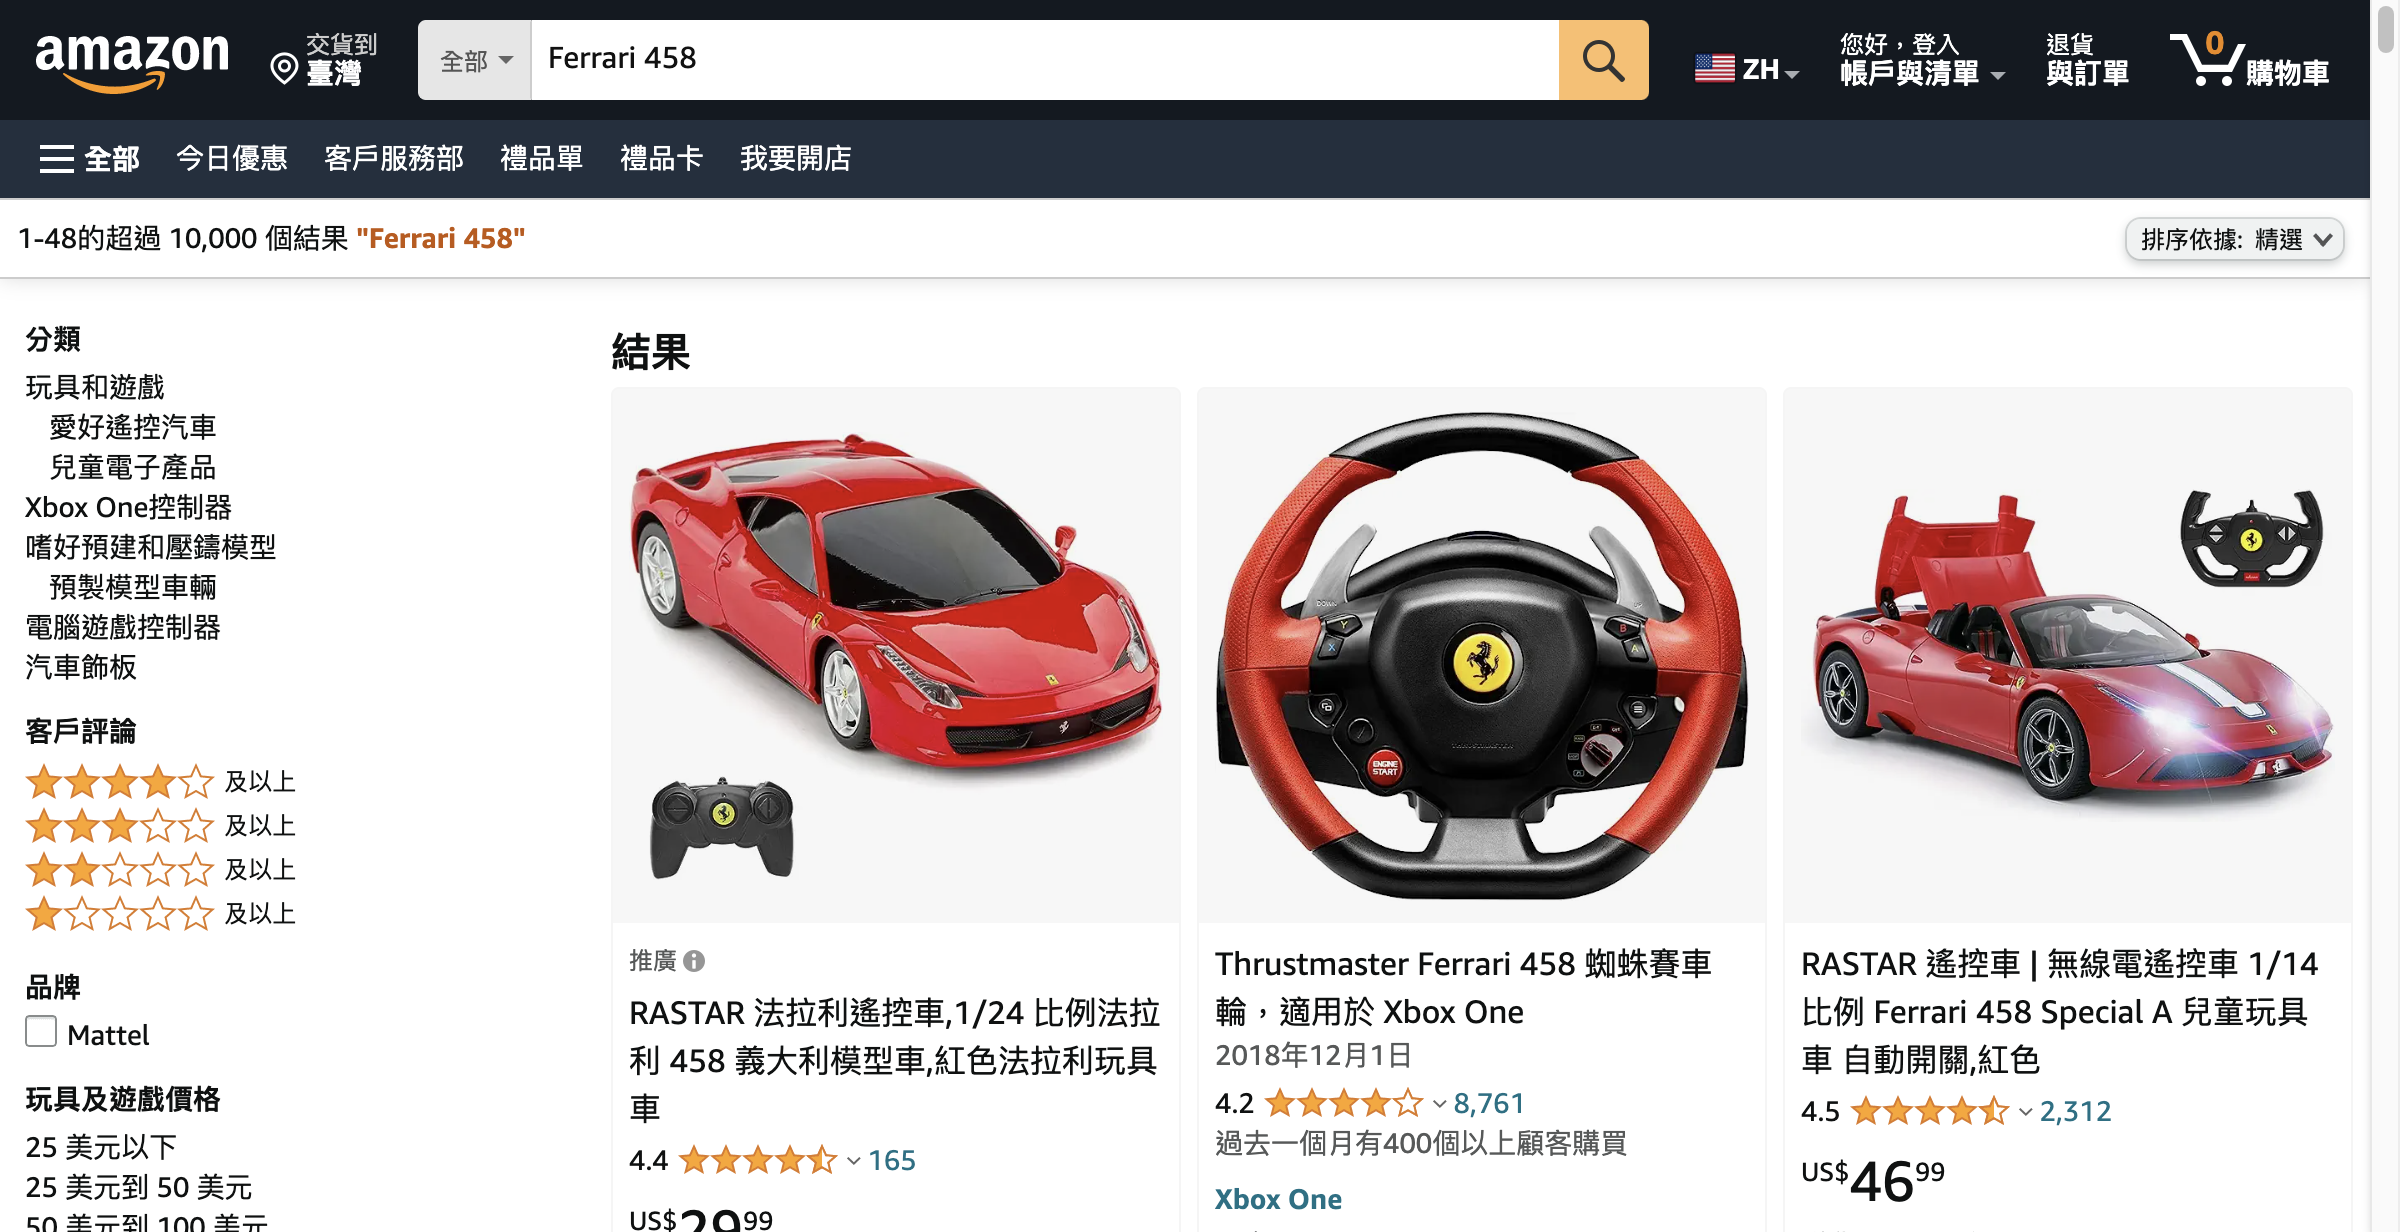 amazon
交貨到
臺灣
全部
Ferrari 458
ZH
您好，登入
帳戶與清單
退貨
與訂單
0
購物車
全部
今日優惠
客戶服務部
禮品單
禮品卡
我要開店
1-48的超過 10,000 個結果 "Ferrari 458"
排序依據: 精選
分類
玩具和遊戲
愛好遙控汽車
兒童電子產品
Xbox One控制器
嗜好預建和壓鑄模型
預製模型車輛
電腦遊戲控制器
汽車飾板
客戶評論
及以上
及以上
及以上
及以上
品牌
Mattel
玩具及遊戲價格
25 美元以下
25 美元到 50 美元
50 美元到 100 美元
結果
推廣
RASTAR 法拉利遙控車,1/24 比例法拉
利 458 義大利模型車,紅色法拉利玩具
車
4.4
165
US$29.99
DOWN
Y
X
B
A
ENGINE
START
THRUSTMASTER
Thrustmaster Ferrari 458 蜘蛛賽車
輪，適用於 Xbox One
2018年12月1日
4.2
8,761
過去一個月有400個以上顧客購買
Xbox One
RASTAR 遙控車 | 無線電遙控車 1/14
比例 Ferrari 458 Special A 兒童玩具
車 自動開關,紅色
4.5
2,312
US$46.99